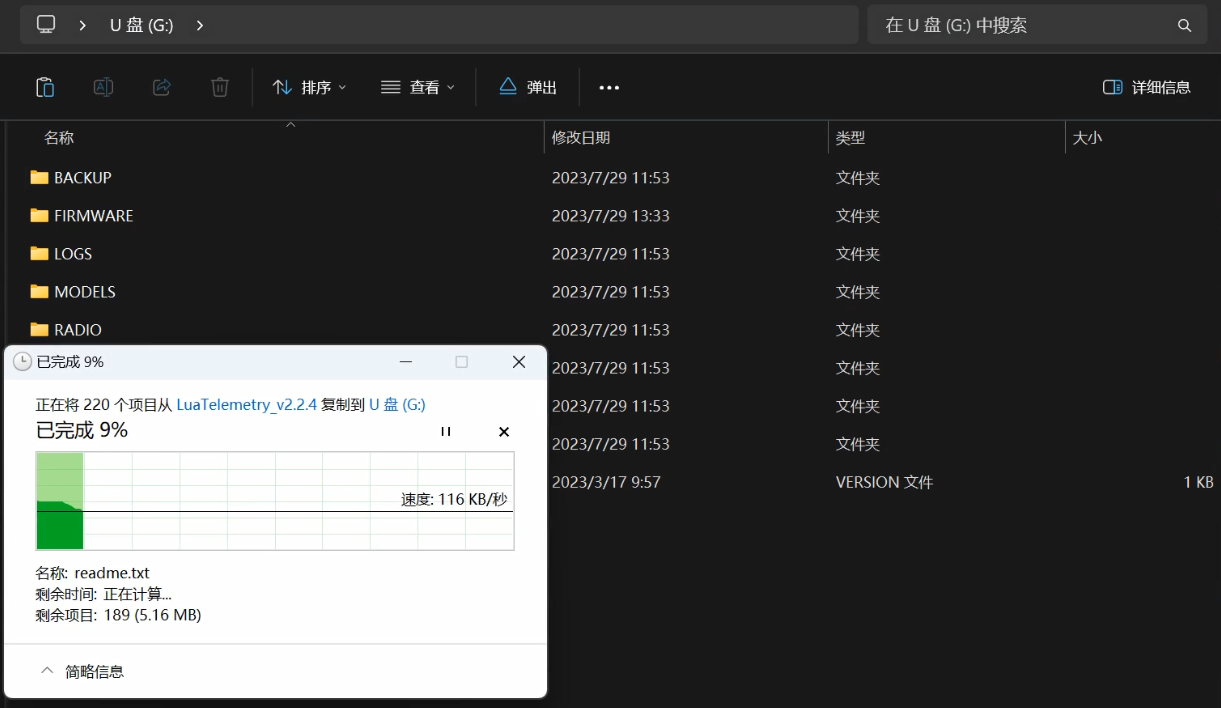 U 盘 (G:)
在 U 盘 (G:) 中搜索
排序
查看
弹出
详细信息
名称 修改日期 类型 大小
BACKUP 2023/7/29 11:53 文件夹
FIRMWARE 2023/7/29 13:33 文件夹
LOGS 2023/7/29 11:53 文件夹
MODELS 2023/7/29 11:53 文件夹
RADIO 2023/7/29 11:53 文件夹
2023/7/29 11:53 文件夹
2023/7/29 11:53 文件夹
2023/7/29 11:53 文件夹
2023/3/17 9:57 VERSION 文件 1 KB
已完成 9%
正在将 220 个项目从 LuaTelemetry_v2.2.4 复制到 U 盘 (G:)
已完成 9%
速度: 116 KB/秒
名称: readme.txt
剩余时间: 正在计算...
剩余项目: 189 (5.16 MB)
简略信息